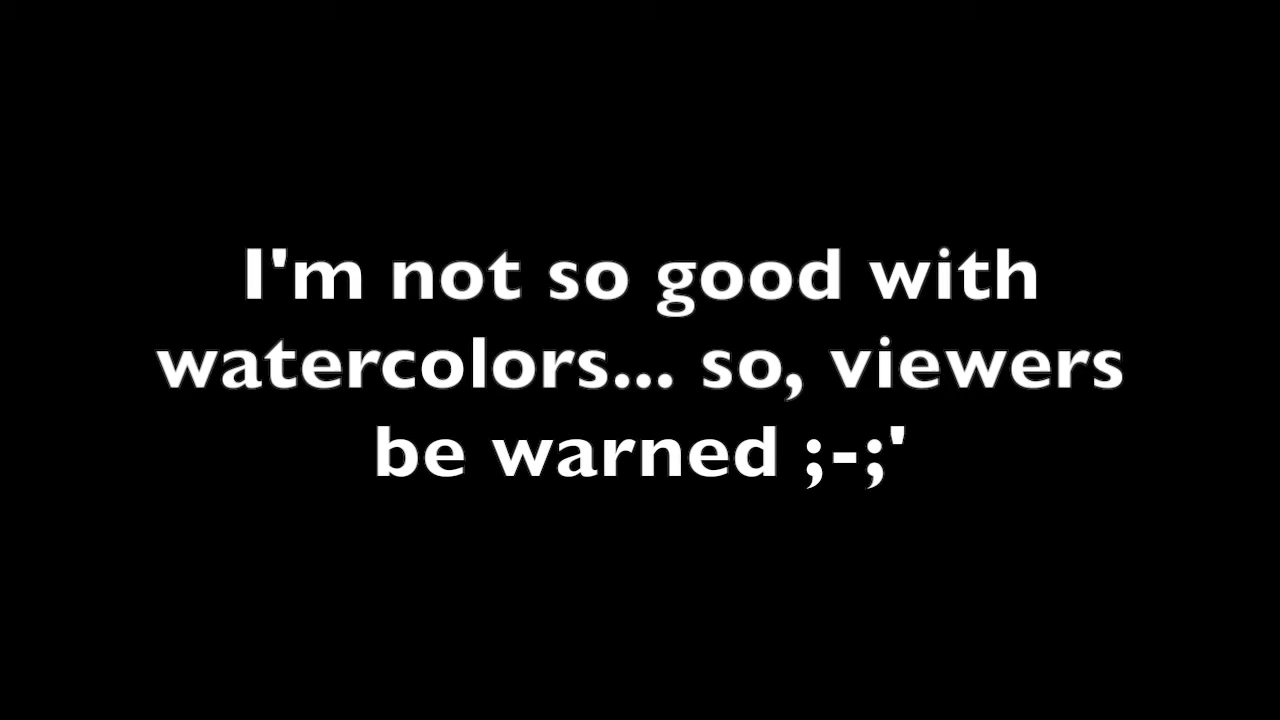 I'm not so good with
watercolors... so, viewers
be warned ;-;'